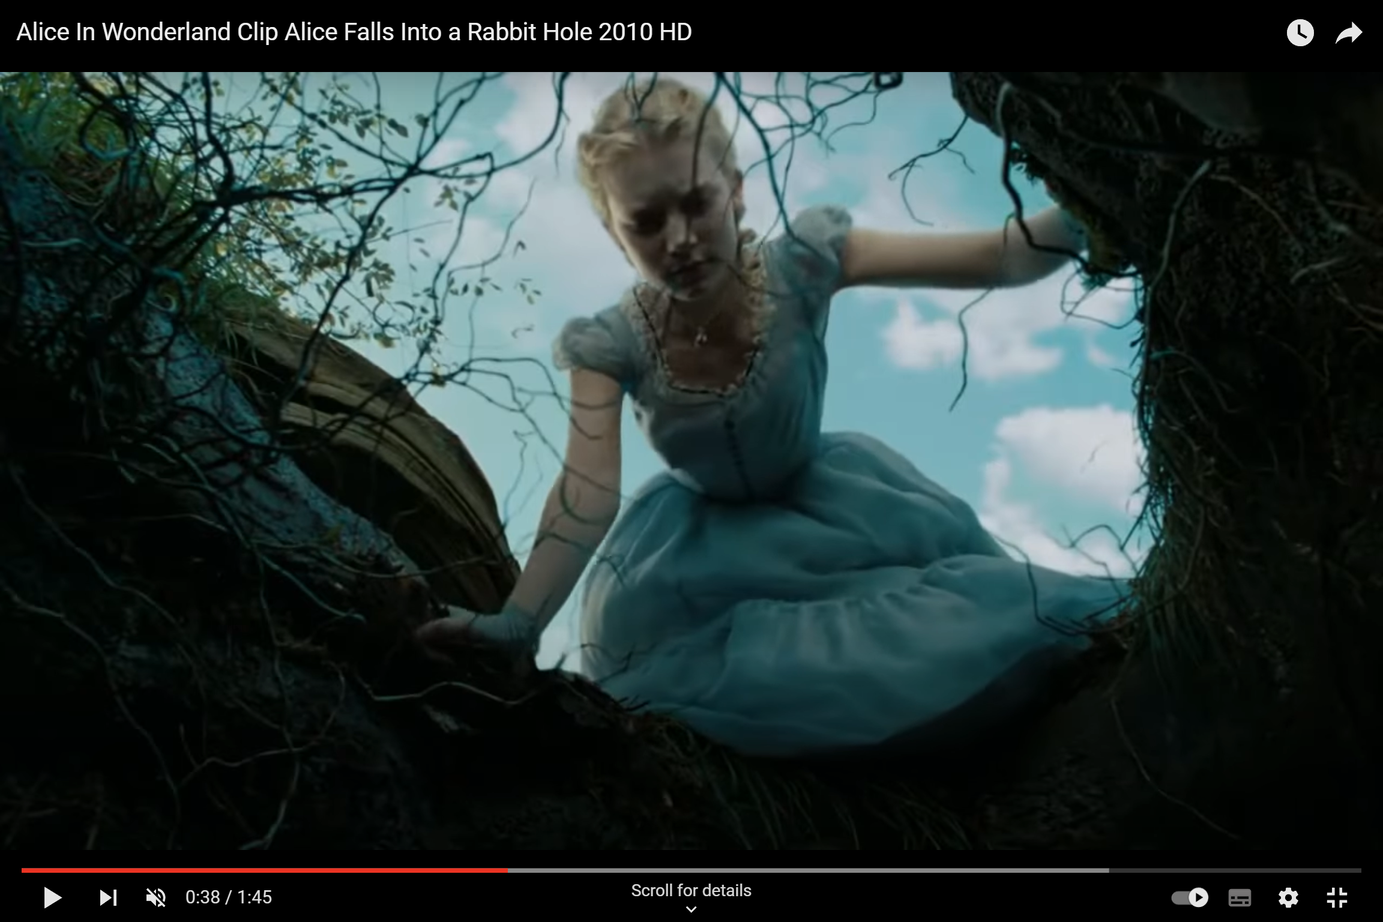 Alice In Wonderland Clip Alice Falls Into a Rabbit Hole 2010 HD
0:38 / 1:45
Scroll for details